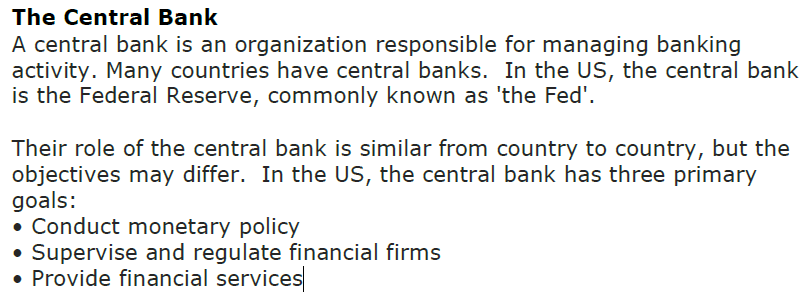 The Central Bank
A central bank is an organization responsible for managing banking
activity. Many countries have central banks.  In the US, the central bank
is the Federal Reserve, commonly known as 'the Fed'.
Their role of the central bank is similar from country to country, but the
objectives may differ.  In the US, the central bank has three primary
goals:
• Conduct monetary policy
• Supervise and regulate financial firms
• Provide financial services